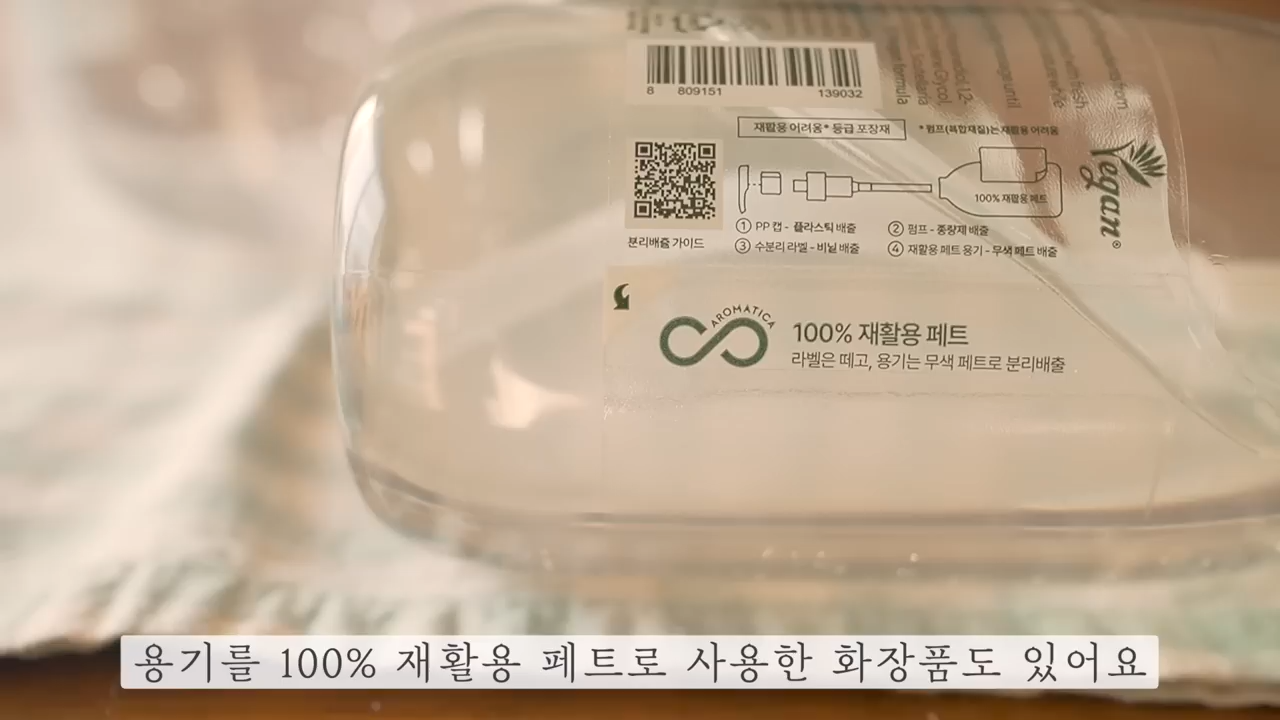 8 809151 139032
재활용 어려움* 등급 포장재
* 펌프(복합재질)는 재활용 어려움
100% 재활용 페트
① PP 캡 - 플라스틱 배출
② 펌프 - 종량제 배출
③ 수분리 라벨 - 비닐 배출
④ 재활용 페트 용기 - 무색 페트 배출
분리배출 가이드
Vegan®
AROMATICA
100% 재활용 페트
라벨은 떼고, 용기는 무색 페트로 분리배출
용기를 100% 재활용 페트로 사용한 화장품도 있어요